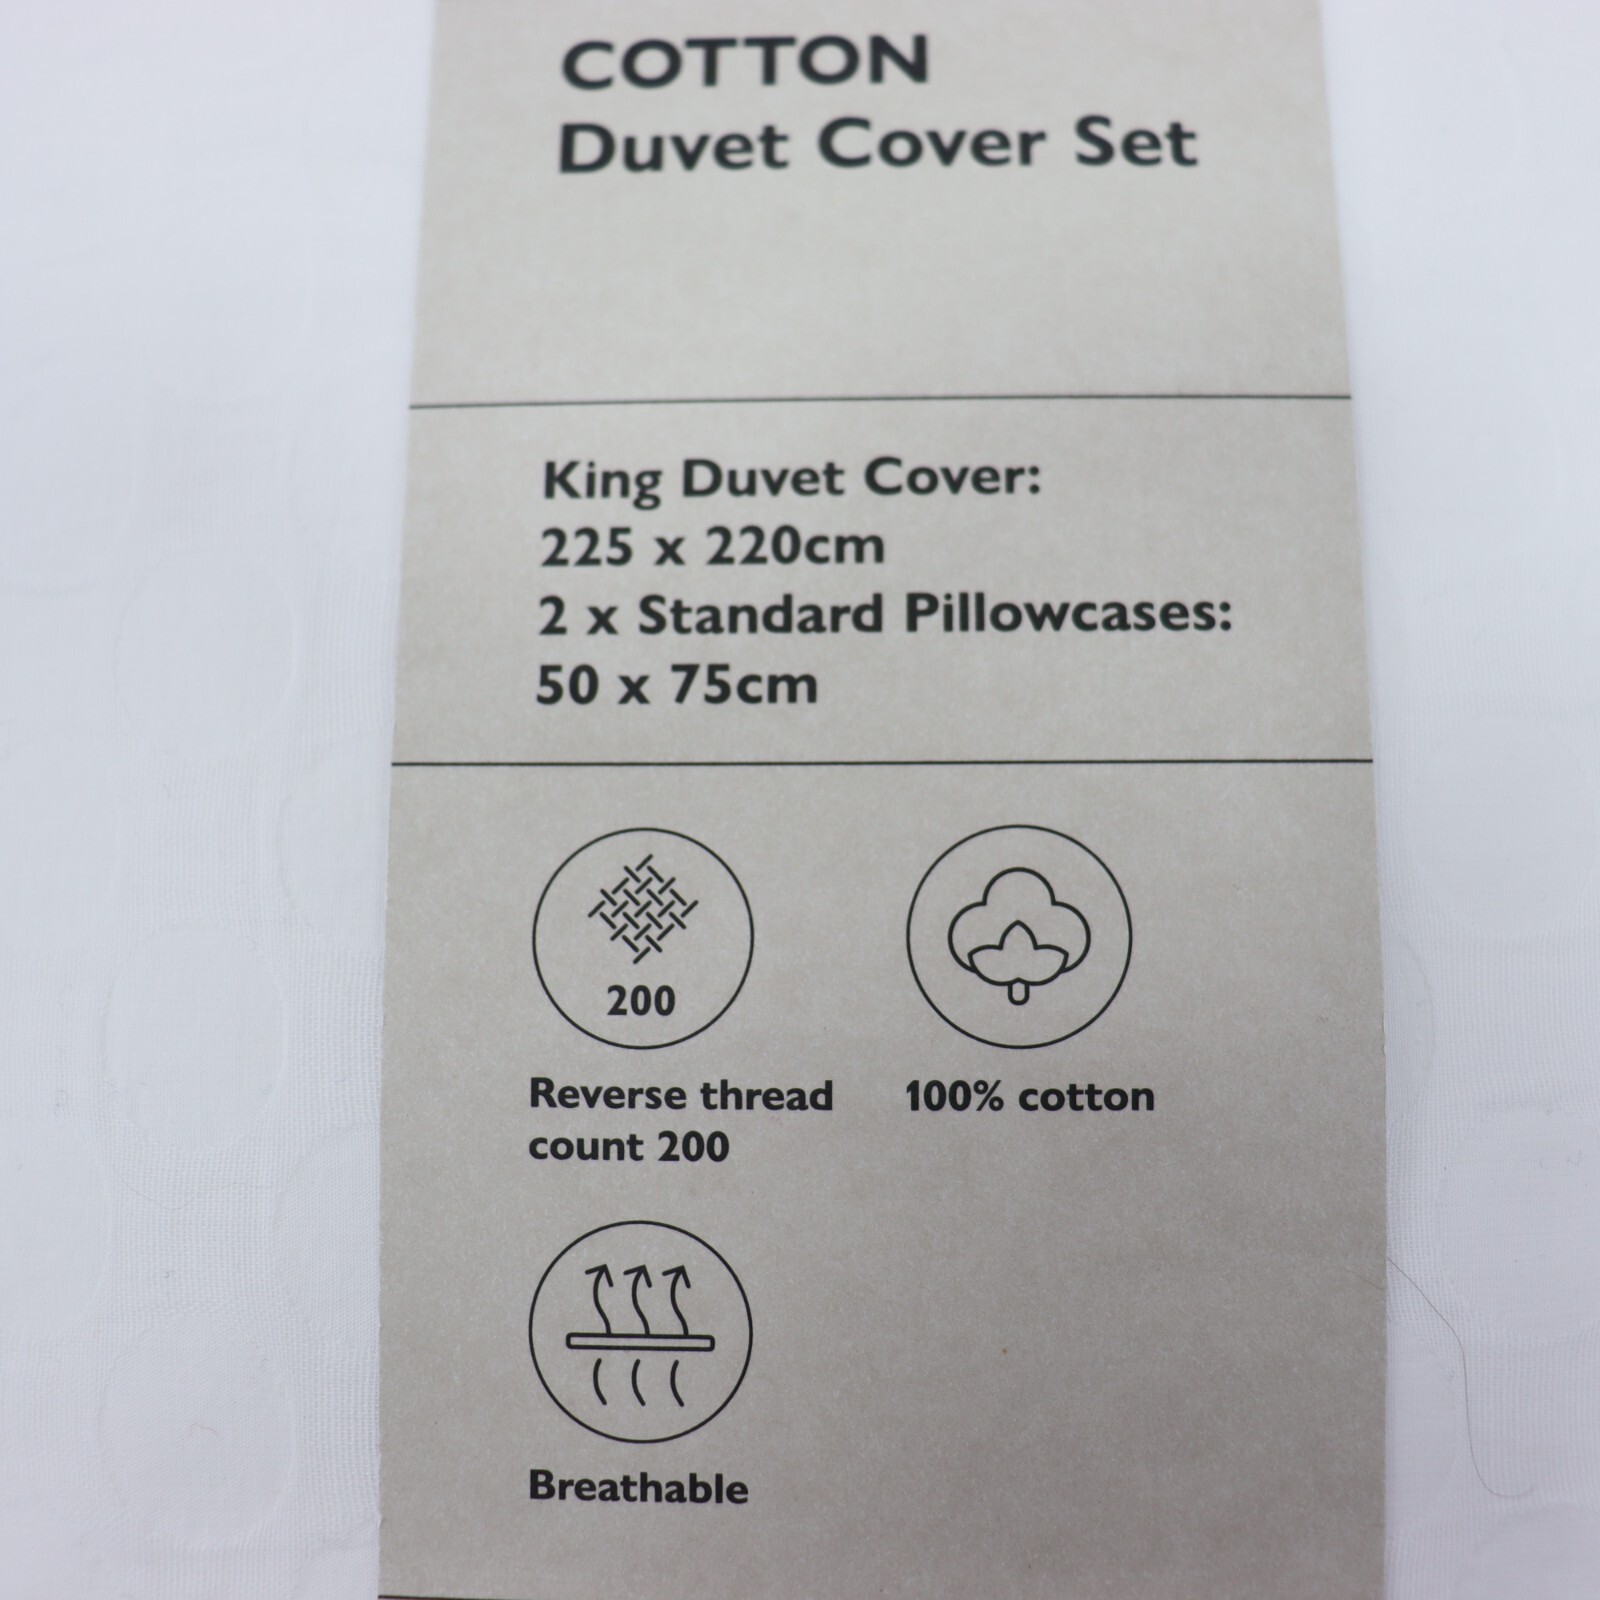 COTTON
Duvet Cover Set
King Duvet Cover:
225 x 220cm
2 x Standard Pillowcases:
50 x 75cm
200
Reverse thread
count 200
100% cotton
Breathable